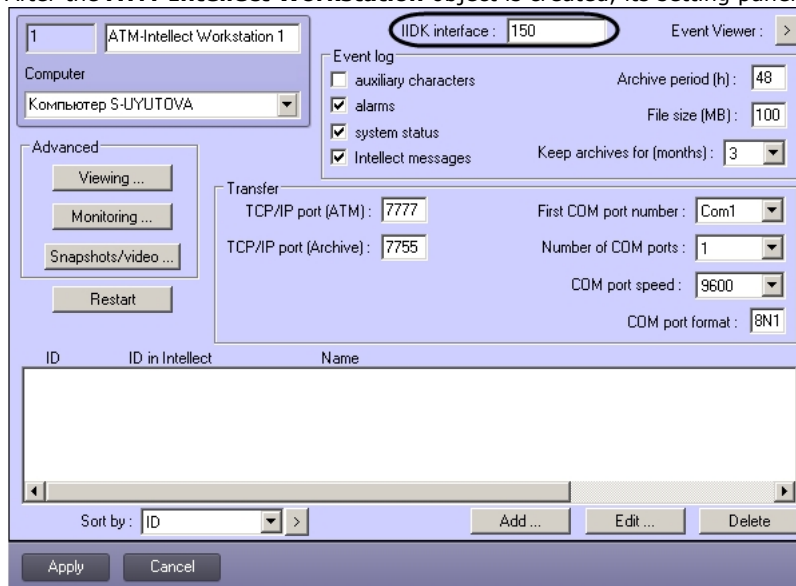 After the ATM-Intellect Workstation object is created, its setting panel
1 ATM-Intellect Workstation 1
IIDK interface : 150
Event Viewer : >
Computer
Компьютер S-UYUTOVA
Event log
auxiliary characters
alarms
system status
Intellect messages
Archive period (h) : 48
File size (MB) : 100
Keep archives for (months) : 3
Advanced
Viewing ...
Monitoring ...
Snapshots/video ...
Restart
Transfer
TCP/IP port (ATM) : 7777
TCP/IP port (Archive) : 7755
First COM port number : Com1
Number of COM ports : 1
COM port speed : 9600
COM port format : 8N1
ID ID in Intellect Name
Sort by : ID >
Add ... Edit ... Delete
Apply Cancel